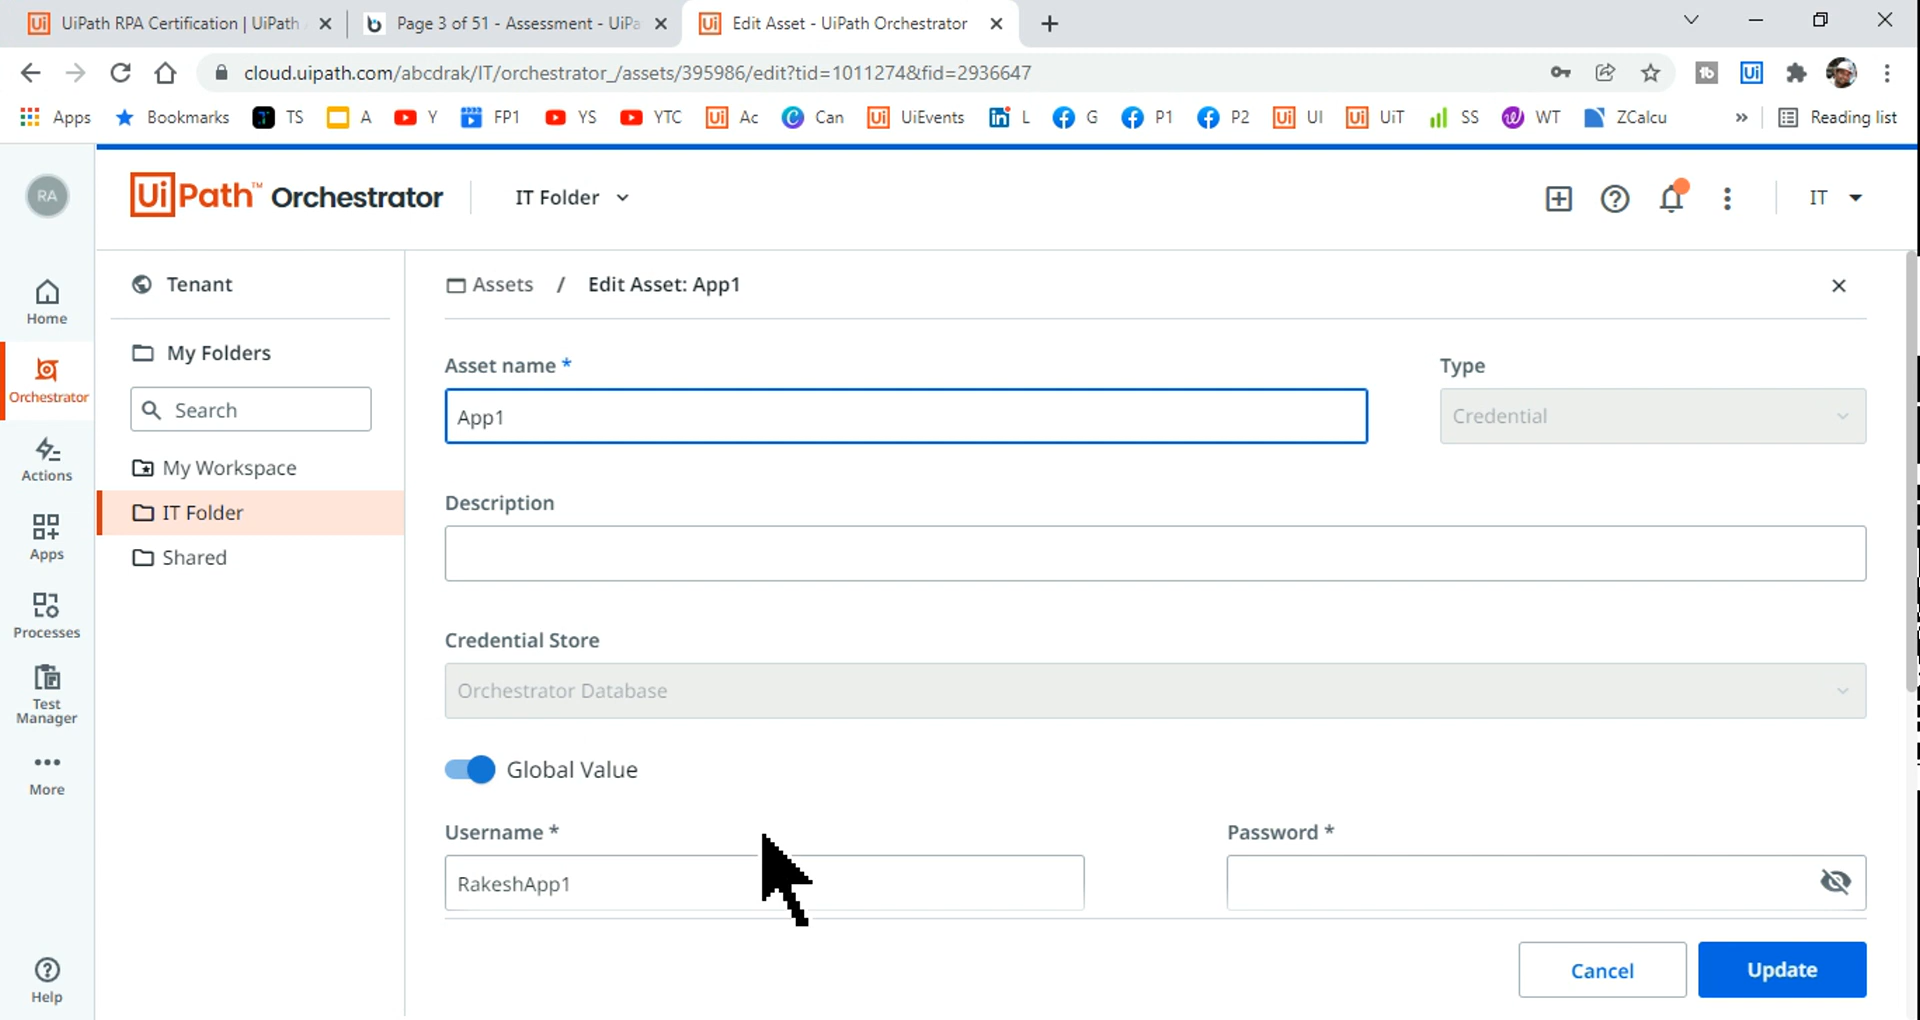 UiPath RPA Certification | UiPath
Page 3 of 51 - Assessment - UiPa
Edit Asset - UiPath Orchestrator
cloud.uipath.com/abcdrak/IT/orchestrator_/assets/395986/edit?tid=1011274&fid=2936647
Apps Bookmarks TS A Y FP1 YS YTC Ac Can UiEvents L G P1 P2 UI UiT SS WT ZCalcu » Reading list
RA
UiPath™ Orchestrator
IT Folder
IT
Home
Orchestrator
Actions
Apps
Processes
Test
Manager
More
Help
Tenant
My Folders
Search
My Workspace
IT Folder
Shared
Assets / Edit Asset: App1
Asset name *
App1
Type
Credential
Description
Credential Store
Orchestrator Database
Global Value
Username *
RakeshApp1
Password *
Cancel
Update